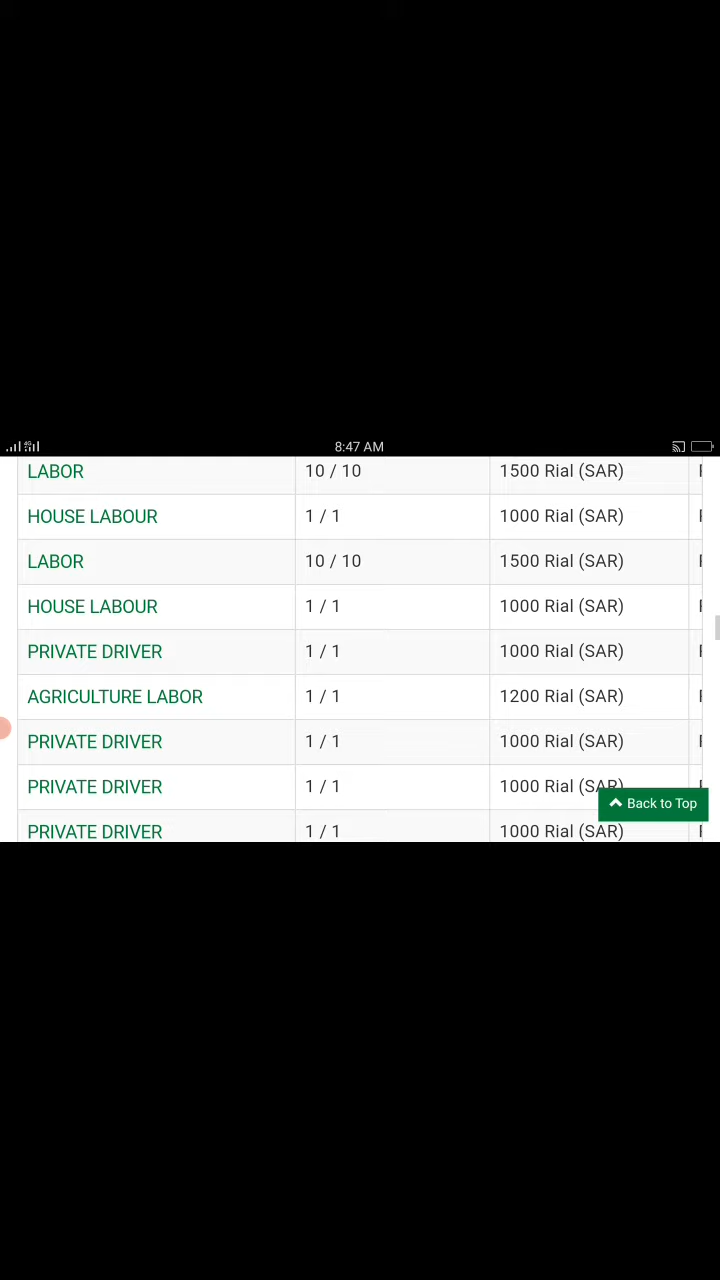 8:47 AM
LABOR 10 / 10 1500 Rial (SAR)
HOUSE LABOUR 1 / 1 1000 Rial (SAR)
LABOR 10 / 10 1500 Rial (SAR)
HOUSE LABOUR 1 / 1 1000 Rial (SAR)
PRIVATE DRIVER 1 / 1 1000 Rial (SAR)
AGRICULTURE LABOR 1 / 1 1200 Rial (SAR)
PRIVATE DRIVER 1 / 1 1000 Rial (SAR)
PRIVATE DRIVER 1 / 1 1000 Rial (SAR)
Back to Top
PRIVATE DRIVER 1 / 1 1000 Rial (SAR)